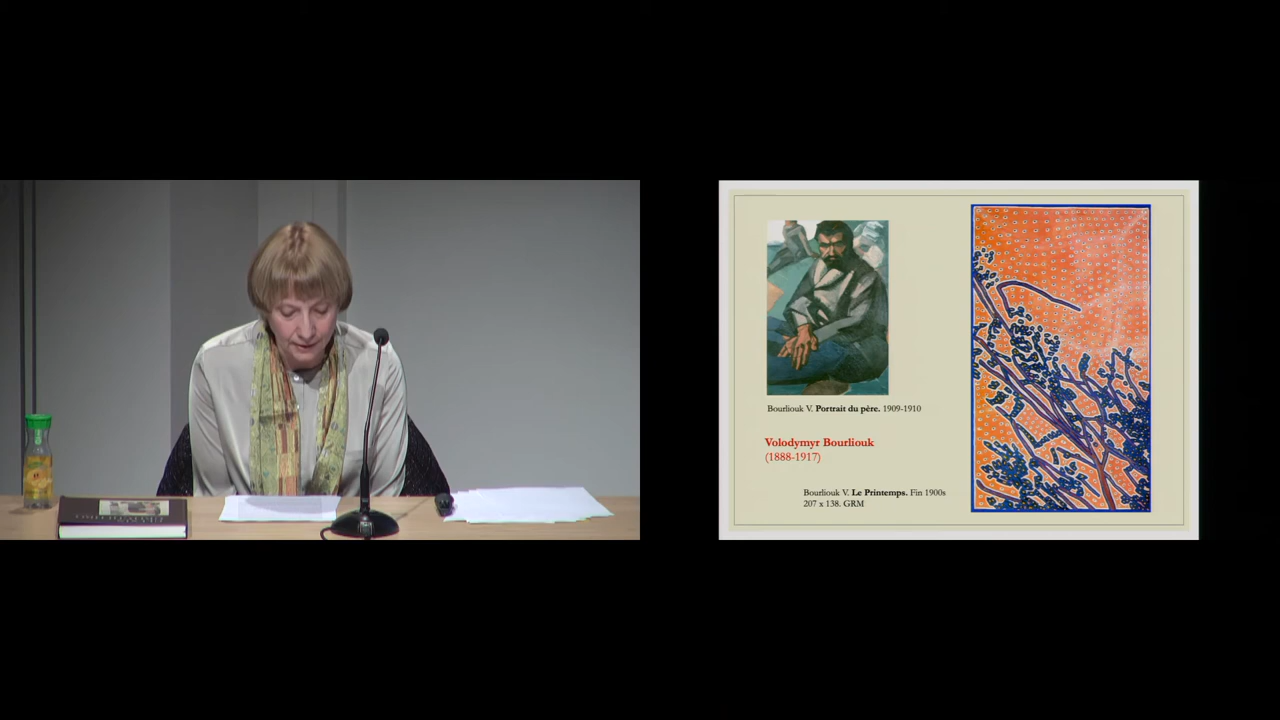 Bourliouk V. Portrait du père. 1909-1910
Volodymyr Bourliouk
(1888-1917)
Bourliouk V. Le Printemps. Fin 1900s
207 x 138. GRM